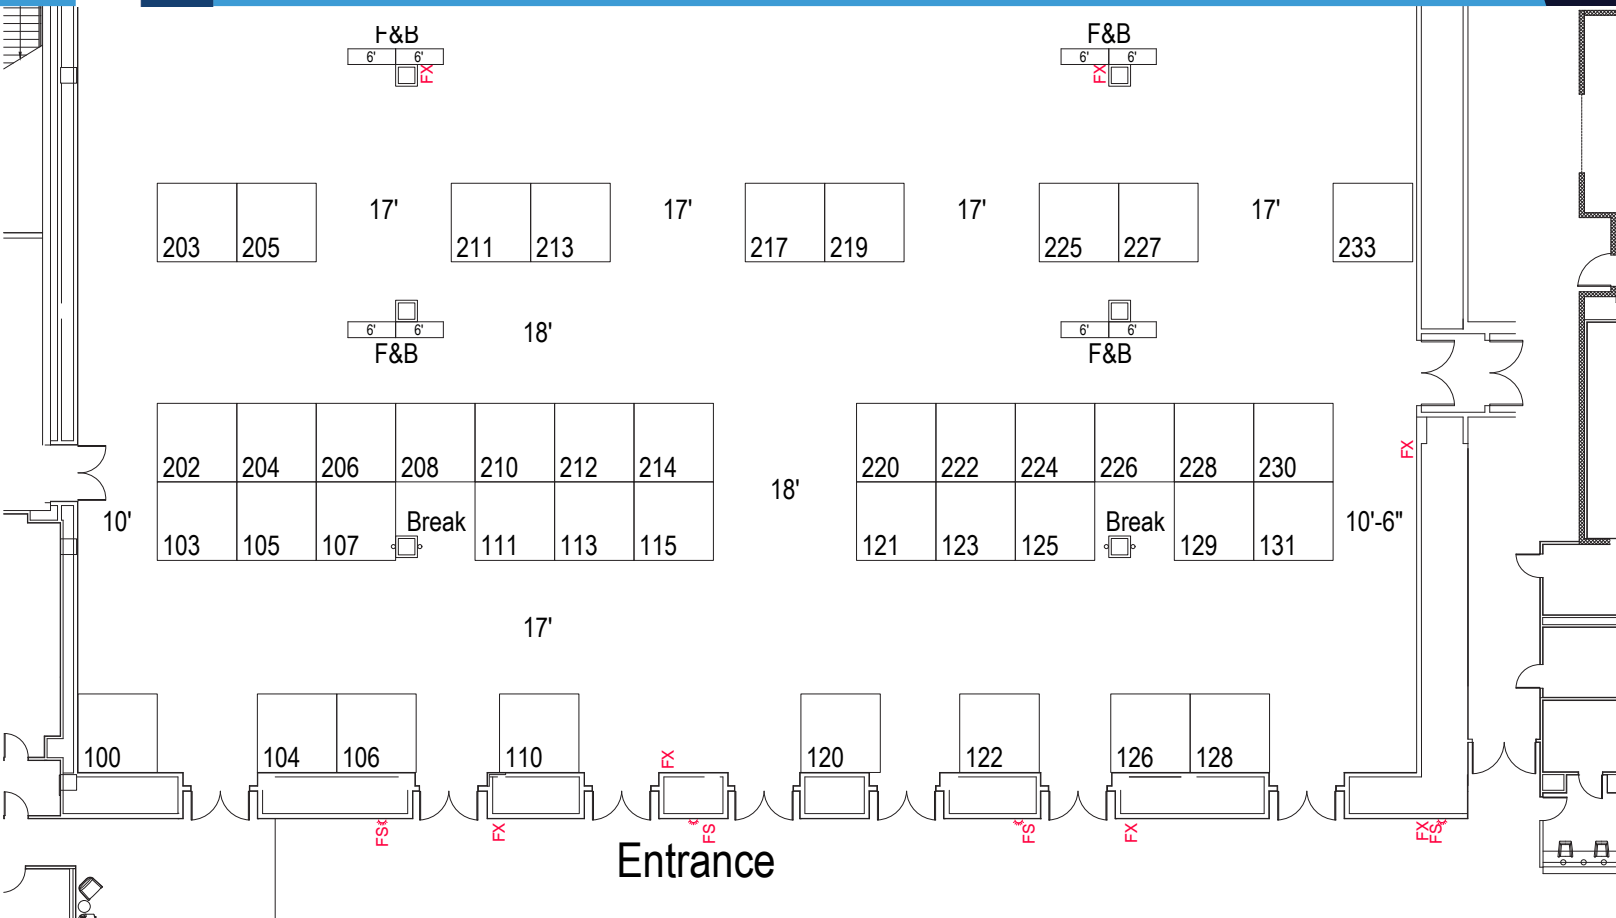 F&B F&B
6' 6' 6' 6'
FX FX
17' 17' 17' 17'
203 205 211 213 217 219 225 227 233
6' 6' 18' 6' 6'
F&B F&B
FX
202 204 206 208 210 212 214 220 222 224 226 228 230
18'
10' Break Break 10'-6"
103 105 107 111 113 115 121 123 125 129 131
17'
100 104 106 110 120 122 126 128
FX
FS FX FS FS FX FX FS
Entrance